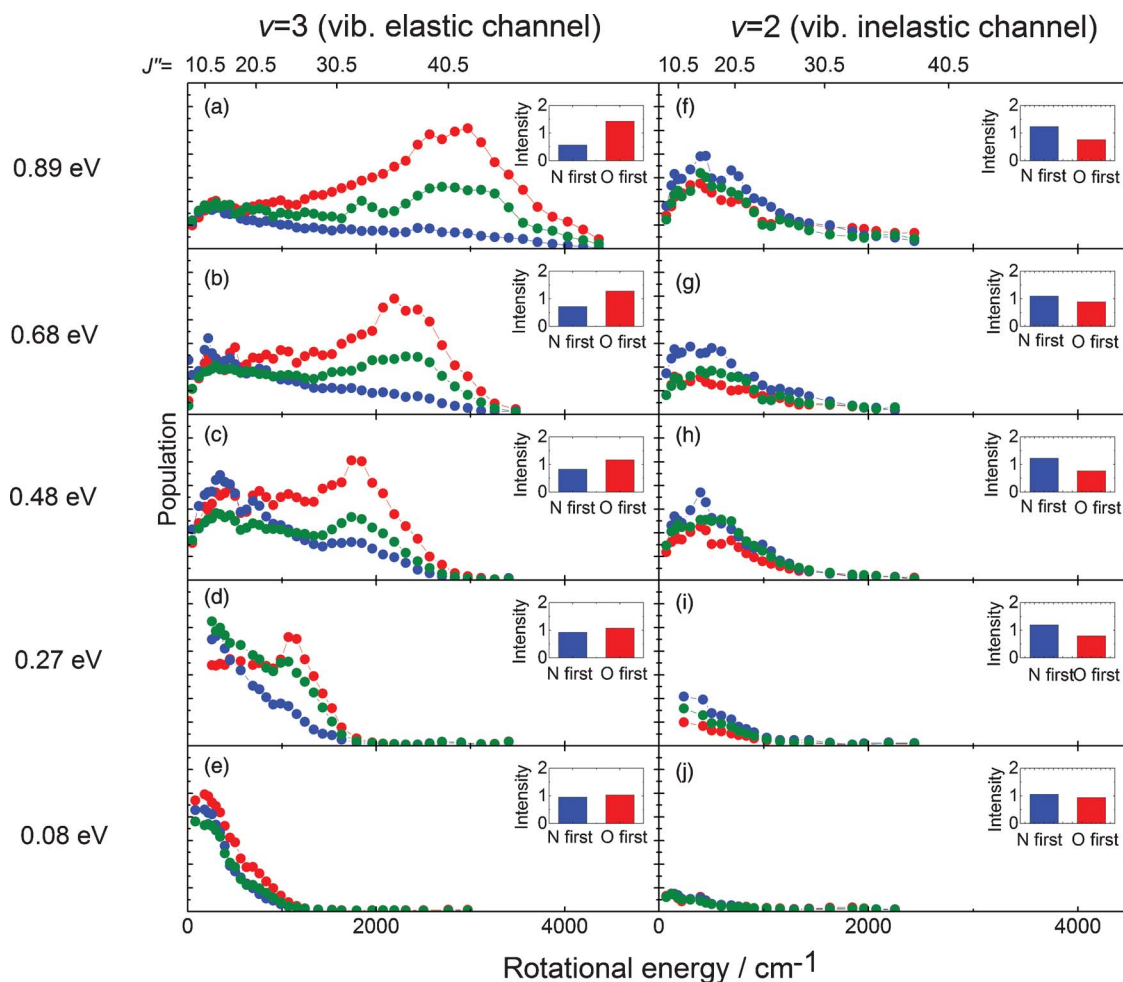 v=3 (vib. elastic channel)
v=2 (vib. inelastic channel)
J"= 10.5 20.5 30.5 40.5
10.5 20.5 30.5 40.5
0.89 eV
(a)
2
1
0
Intensity
N first O first
(f)
2
1
0
Intensity
N first O first
0.68 eV
(b)
2
1
0
Intensity
N first O first
(g)
2
1
0
Intensity
N first O first
Population
0.48 eV
(c)
2
1
0
Intensity
N first O first
(h)
2
1
0
Intensity
N first O first
0.27 eV
(d)
2
1
0
Intensity
N first O first
(i)
2
1
0
Intensity
N first O first
0.08 eV
(e)
2
1
0
Intensity
N first O first
(j)
2
1
0
Intensity
N first O first
0 2000 4000
0 2000 4000
Rotational energy / cm-1